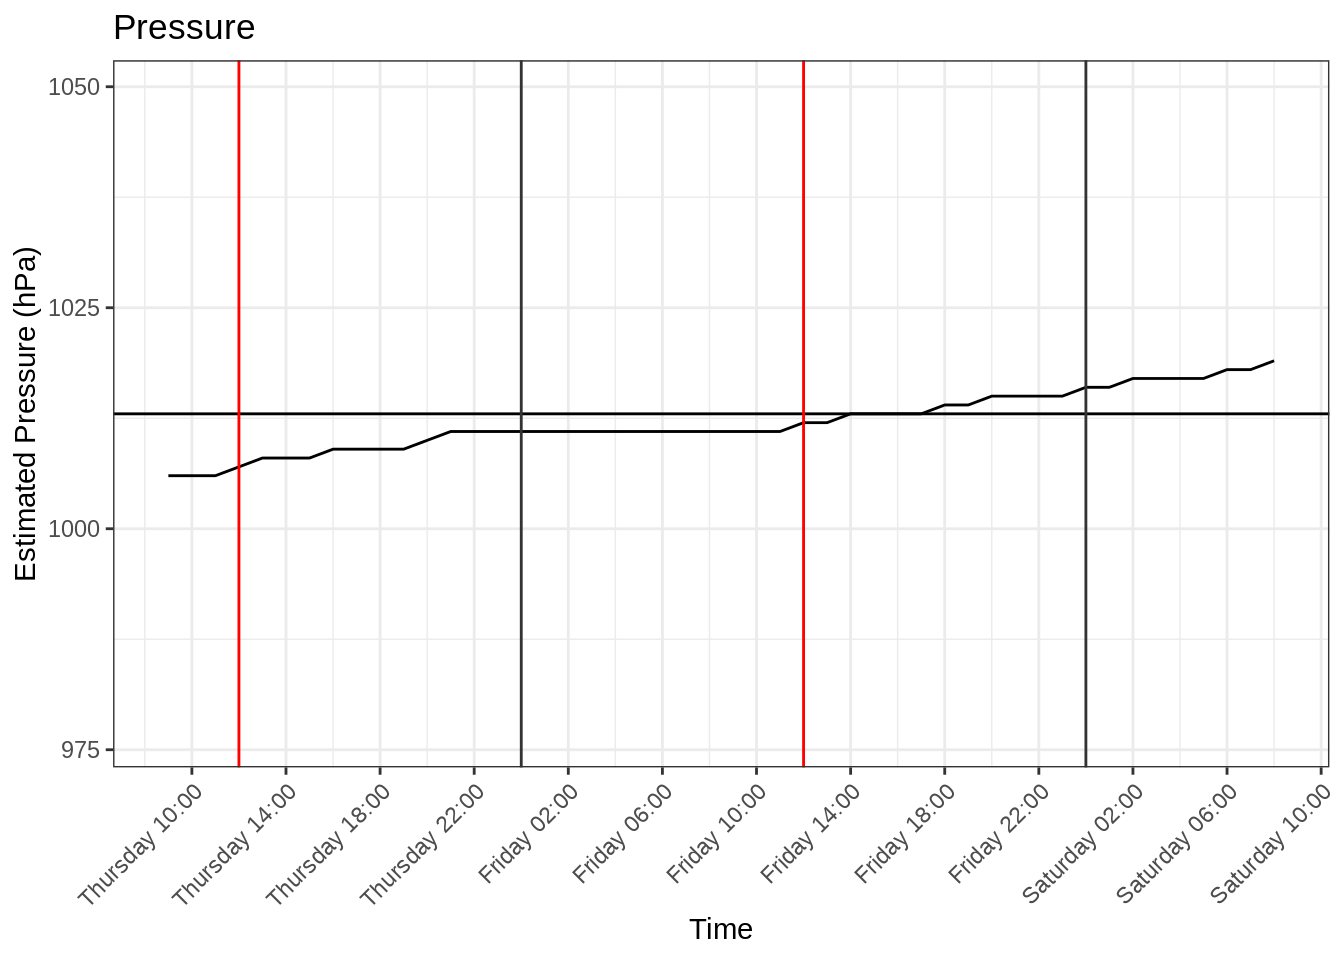 Pressure
Estimated Pressure (hPa)
1050
1025
1000
975
Thursday 10:00
Thursday 14:00
Thursday 18:00
Thursday 22:00
Friday 02:00
Friday 06:00
Friday 10:00
Friday 14:00
Friday 18:00
Friday 22:00
Saturday 02:00
Saturday 06:00
Saturday 10:00
Time